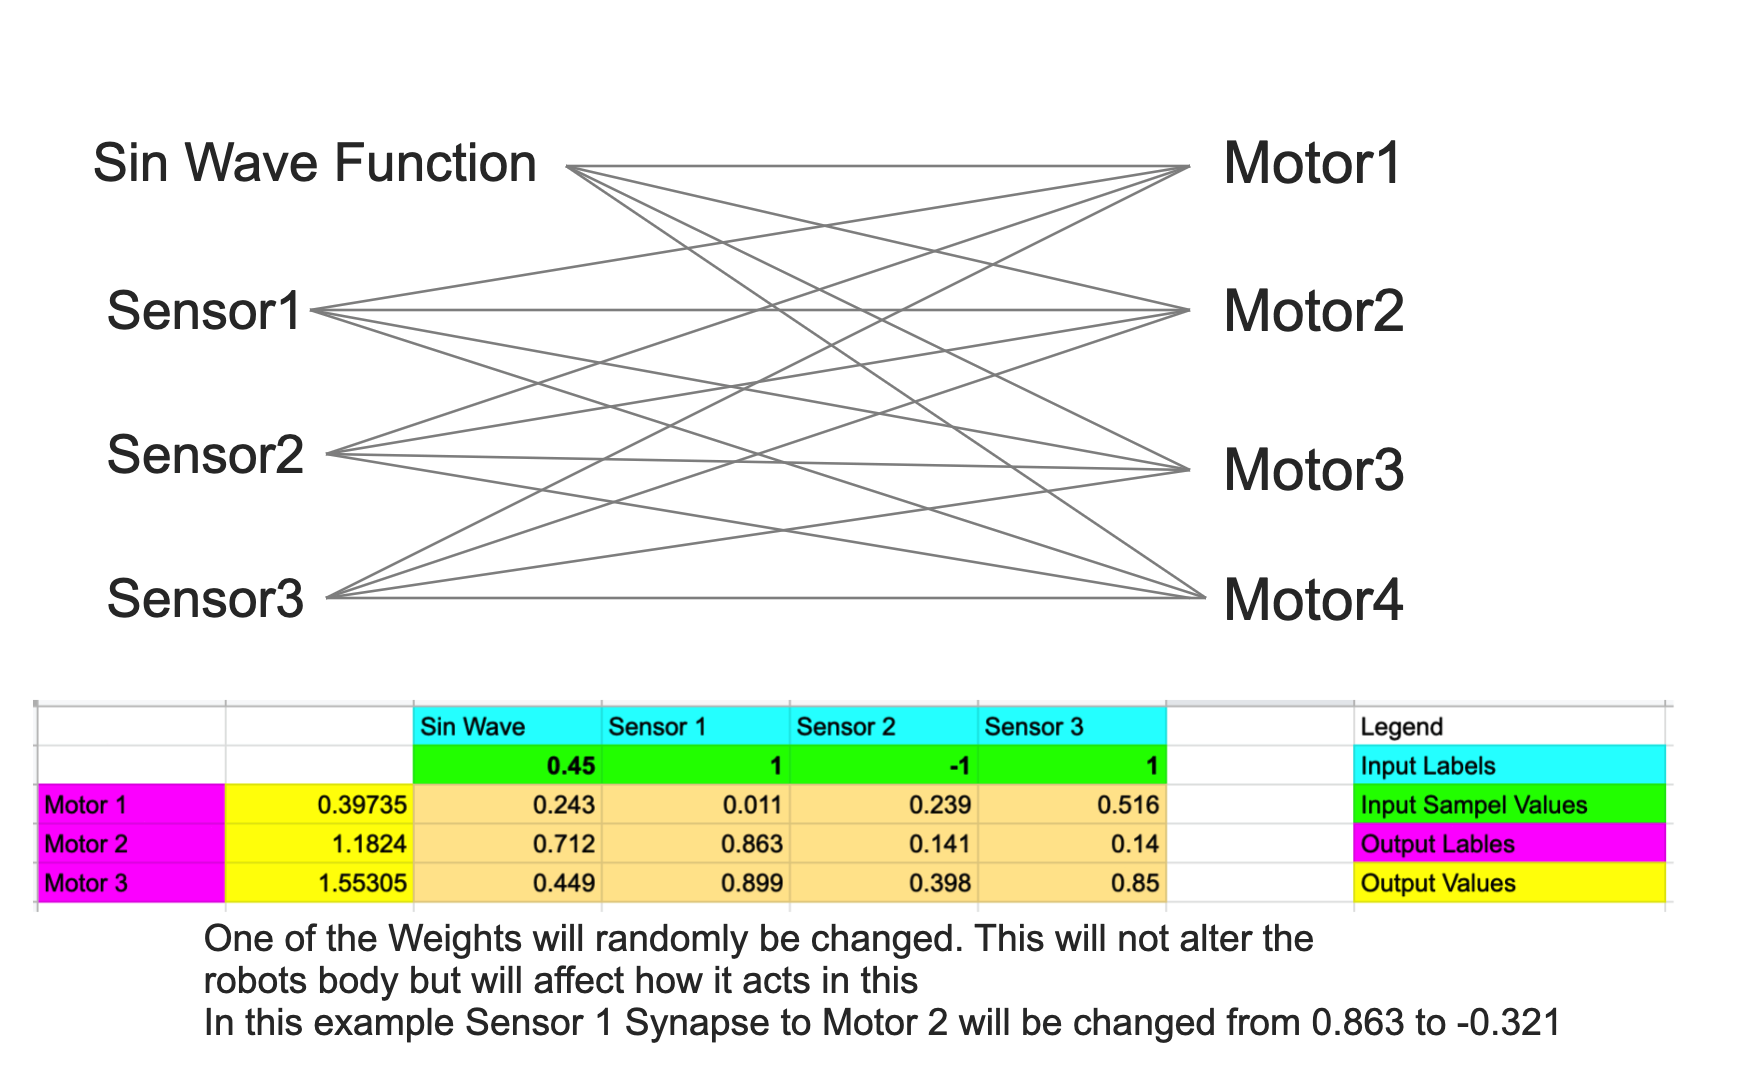 Sin Wave Function
Motor1
Sensor1
Motor2
Sensor2
Motor3
Sensor3
Motor4
Sin Wave Sensor 1 Sensor 2 Sensor 3 Legend
0.45 1 -1 1 Input Labels
Motor 1 0.39735 0.243 0.011 0.239 0.516 Input Sampel Values
Motor 2 1.1824 0.712 0.863 0.141 0.14 Output Lables
Motor 3 1.55305 0.449 0.899 0.398 0.85 Output Values
One of the Weights will randomly be changed. This will not alter the
robots body but will affect how it acts in this
In this example Sensor 1 Synapse to Motor 2 will be changed from 0.863 to -0.321